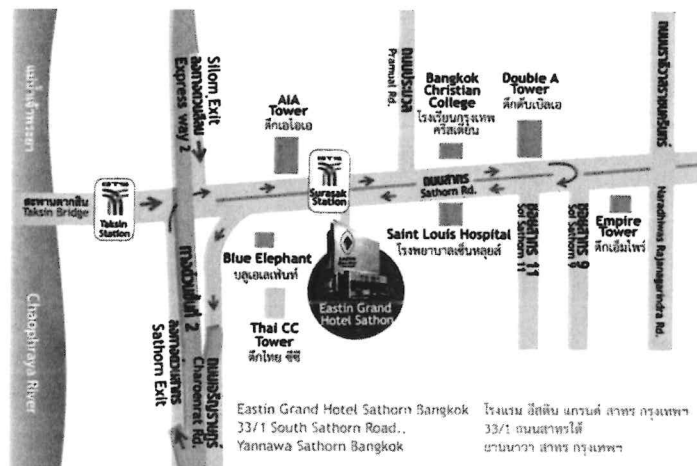 แม่น้ำเจ้าพระยา
Chaophraya River
สะพานตากสิน
Taksin Bridge
Taksin
Station
Silom Exit
ลงทางด่วนสีลม
Express way 2
ทางด่วนขั้นที่ 2
ลงทางด่วนสาทร
Sathorn Exit
ถนนเจริญราษฎร์
Charoenrat Rd.
AIA
Tower
ตึกเอไอเอ
Surasak
Station
ถนนประมวล
Pramual Rd.
Bangkok
Christian
College
โรงเรียนกรุงเทพ
คริสเตียน
Double A
Tower
ตึกดับเบิลเอ
ถนนนราธิวาสราชนครินทร์
Naradhiwas Rajanagarindra Rd.
ถนนสาทร
Sathorn Rd.
Blue Elephant
บลูเอเลเฟ่นท์
Thai CC
Tower
ตึกไทย ซีซี
Eastin Grand
Hotel Sathon
Saint Louis Hospital
โรงพยาบาลเซ็นหลุยส์
ซอยสาทร 11
Soi Sathorn 11
ซอยสาทร 9
Soi Sathorn 9
Empire
Tower
ตึกเอ็มไพร์
Eastin Grand Hotel Sathorn Bangkok
33/1 South Sathorn Road.,
Yannawa Sathorn Bangkok
โรงแรม อีสติน แกรนด์ สาทร กรุงเทพฯ
33/1 ถนนสาทรใต้
ยานนาวา สาทร กรุงเทพฯ